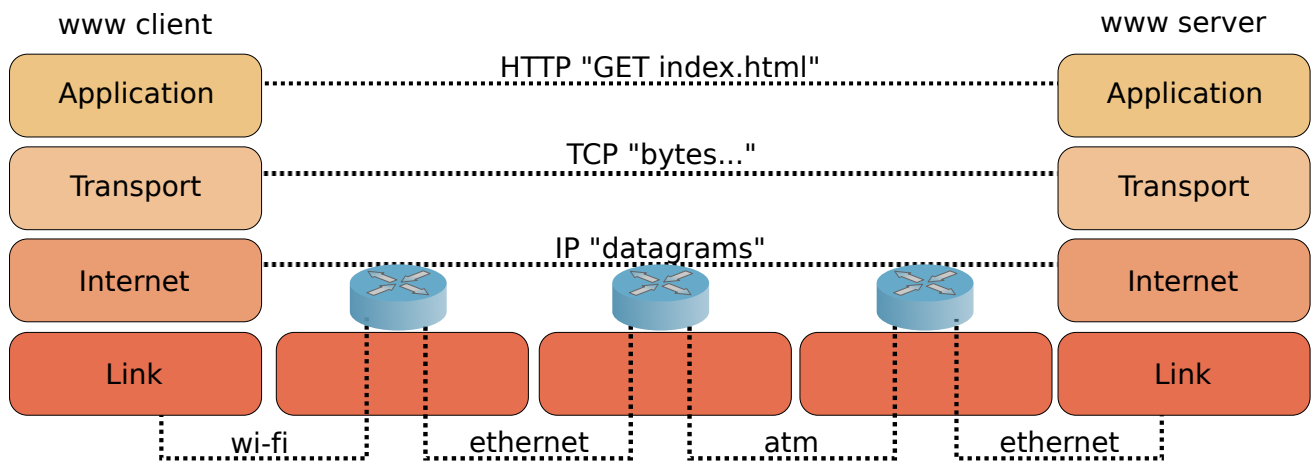 www client
www server
Application
HTTP "GET index.html"
Application
Transport
TCP "bytes..."
Transport
Internet
IP "datagrams"
Internet
Link
Link
wi-fi
ethernet
atm
ethernet